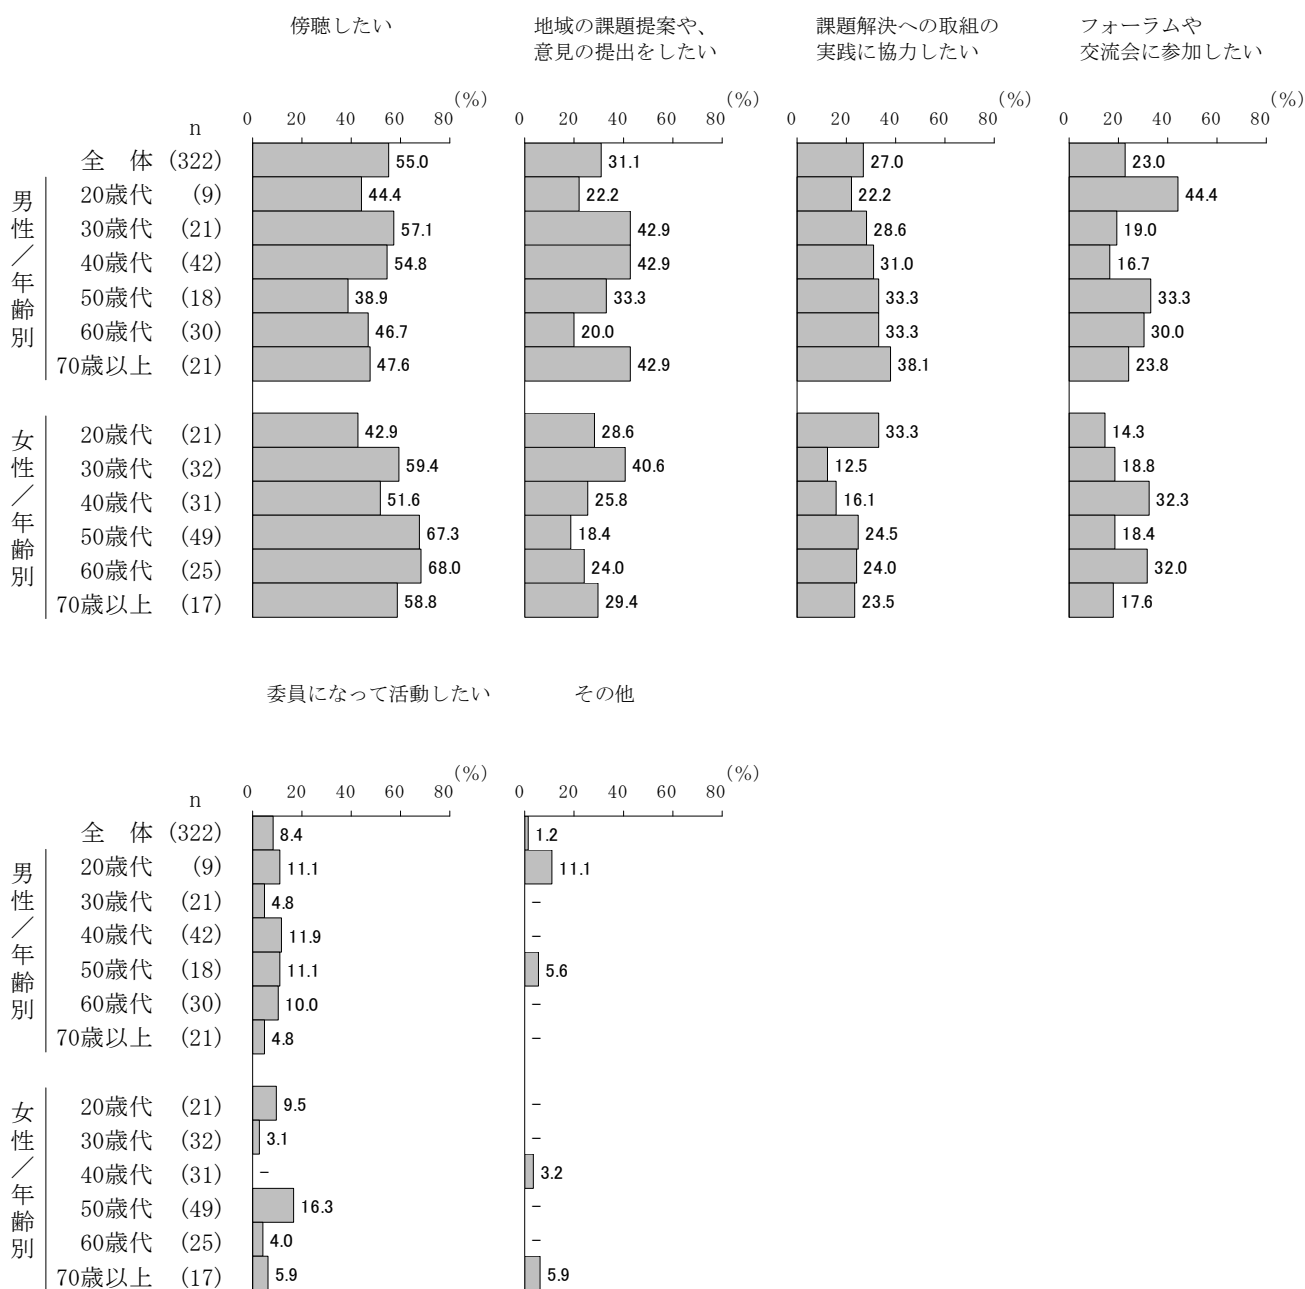 傍聴したい
地域の課題提案や、
意見の提出をしたい
課題解決への取組の
実践に協力したい
フォーラムや
交流会に参加したい
(%) (%) (%) (%)
n 0 20 40 60 80 0 20 40 60 80 0 20 40 60 80 0 20 40 60 80
全 体 (322) 55.0 31.1 27.0 23.0
男性／年齢別
20歳代 (9) 44.4 22.2 22.2 44.4
30歳代 (21) 57.1 42.9 28.6 19.0
40歳代 (42) 54.8 42.9 31.0 16.7
50歳代 (18) 38.9 33.3 33.3 33.3
60歳代 (30) 46.7 20.0 33.3 30.0
70歳以上 (21) 47.6 42.9 38.1 23.8
女性／年齢別
20歳代 (21) 42.9 28.6 33.3 14.3
30歳代 (32) 59.4 40.6 12.5 18.8
40歳代 (31) 51.6 25.8 16.1 32.3
50歳代 (49) 67.3 18.4 24.5 18.4
60歳代 (25) 68.0 24.0 24.0 32.0
70歳以上 (17) 58.8 29.4 23.5 17.6
委員になって活動したい その他
(%) (%)
n 0 20 40 60 80 0 20 40 60 80
全 体 (322) 8.4 1.2
男性／年齢別
20歳代 (9) 11.1 11.1
30歳代 (21) 4.8 -
40歳代 (42) 11.9 -
50歳代 (18) 11.1 5.6
60歳代 (30) 10.0 -
70歳以上 (21) 4.8 -
女性／年齢別
20歳代 (21) 9.5 -
30歳代 (32) 3.1 -
40歳代 (31) - 3.2
50歳代 (49) 16.3 -
60歳代 (25) 4.0 -
70歳以上 (17) 5.9 5.9